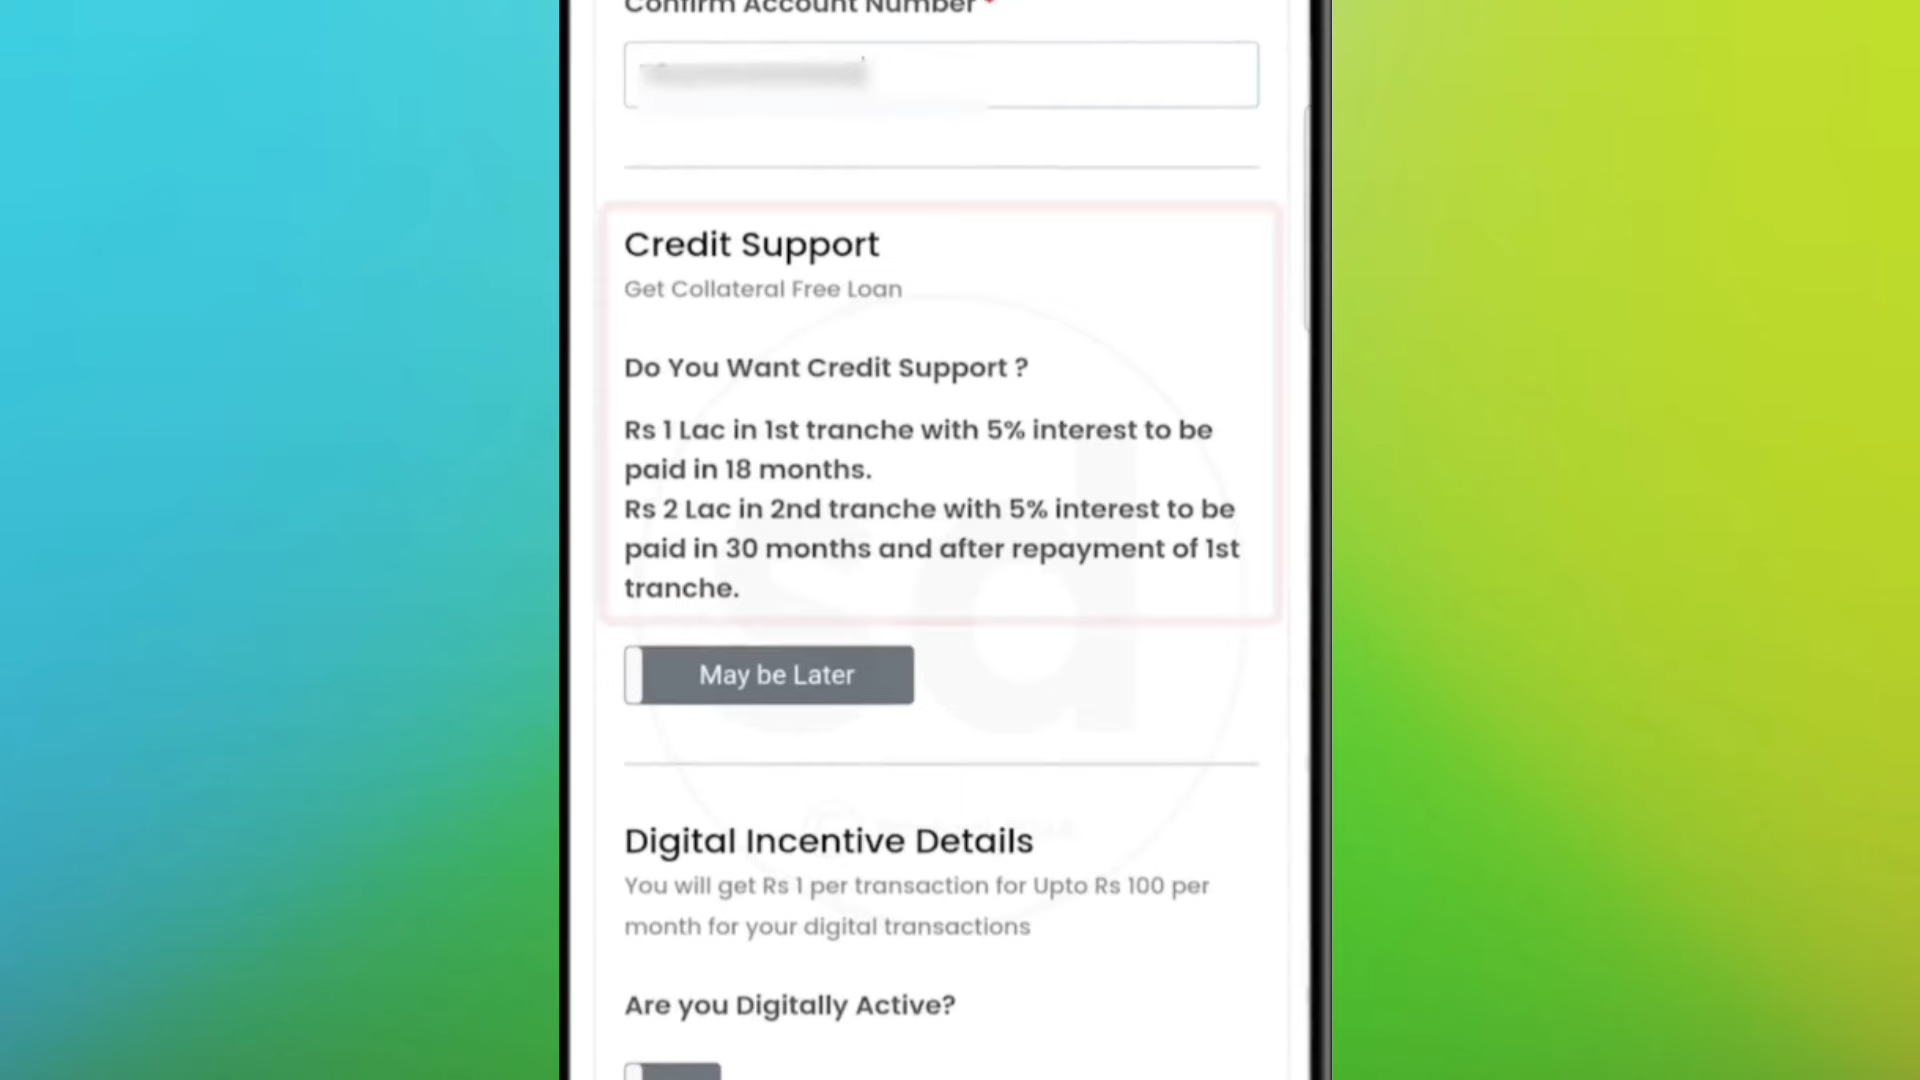 Confirm Account Number *
Credit Support
Get Collateral Free Loan
Do You Want Credit Support ?
Rs 1 Lac in 1st tranche with 5% interest to be
paid in 18 months.
Rs 2 Lac in 2nd tranche with 5% interest to be
paid in 30 months and after repayment of 1st
tranche.
May be Later
Digital Incentive Details
You will get Rs 1 per transaction for Upto Rs 100 per
month for your digital transactions
Are you Digitally Active?
sd